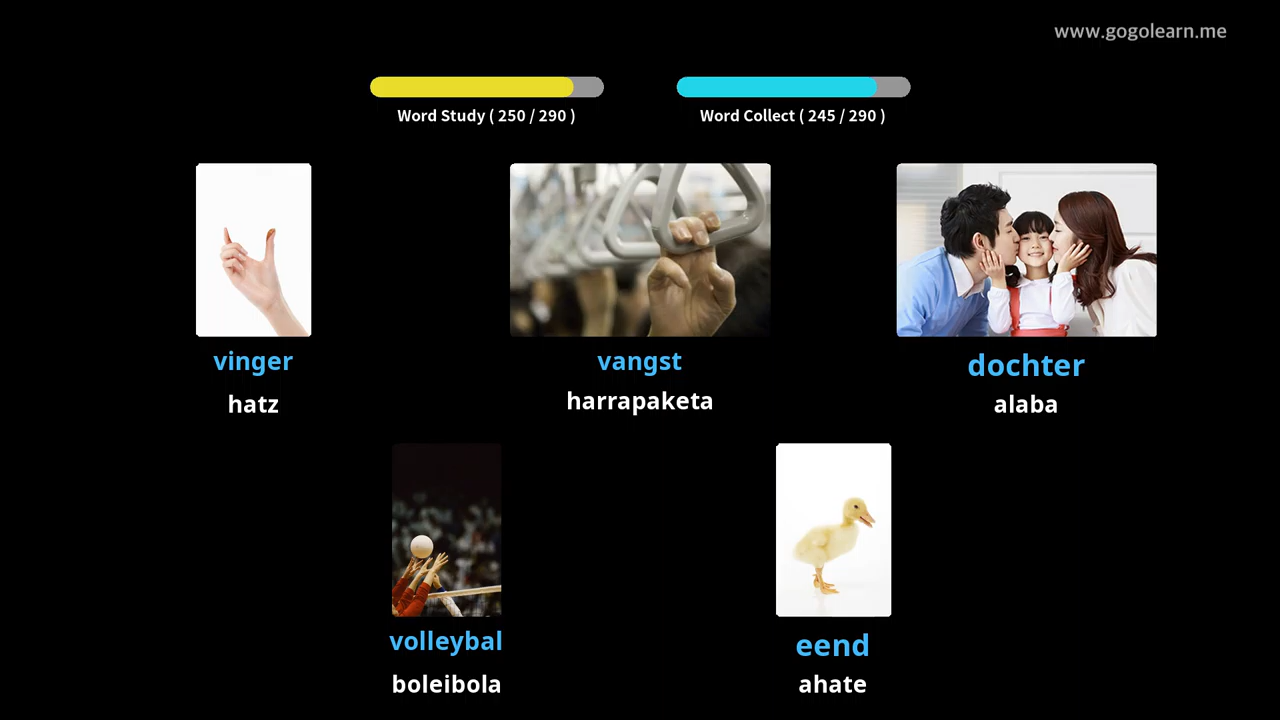 www.gogolearn.me
Word Study ( 250 / 290 )
Word Collect ( 245 / 290 )
vinger
vangst
dochter
hatz
harrapaketa
alaba
volleybal
eend
boleibola
ahate